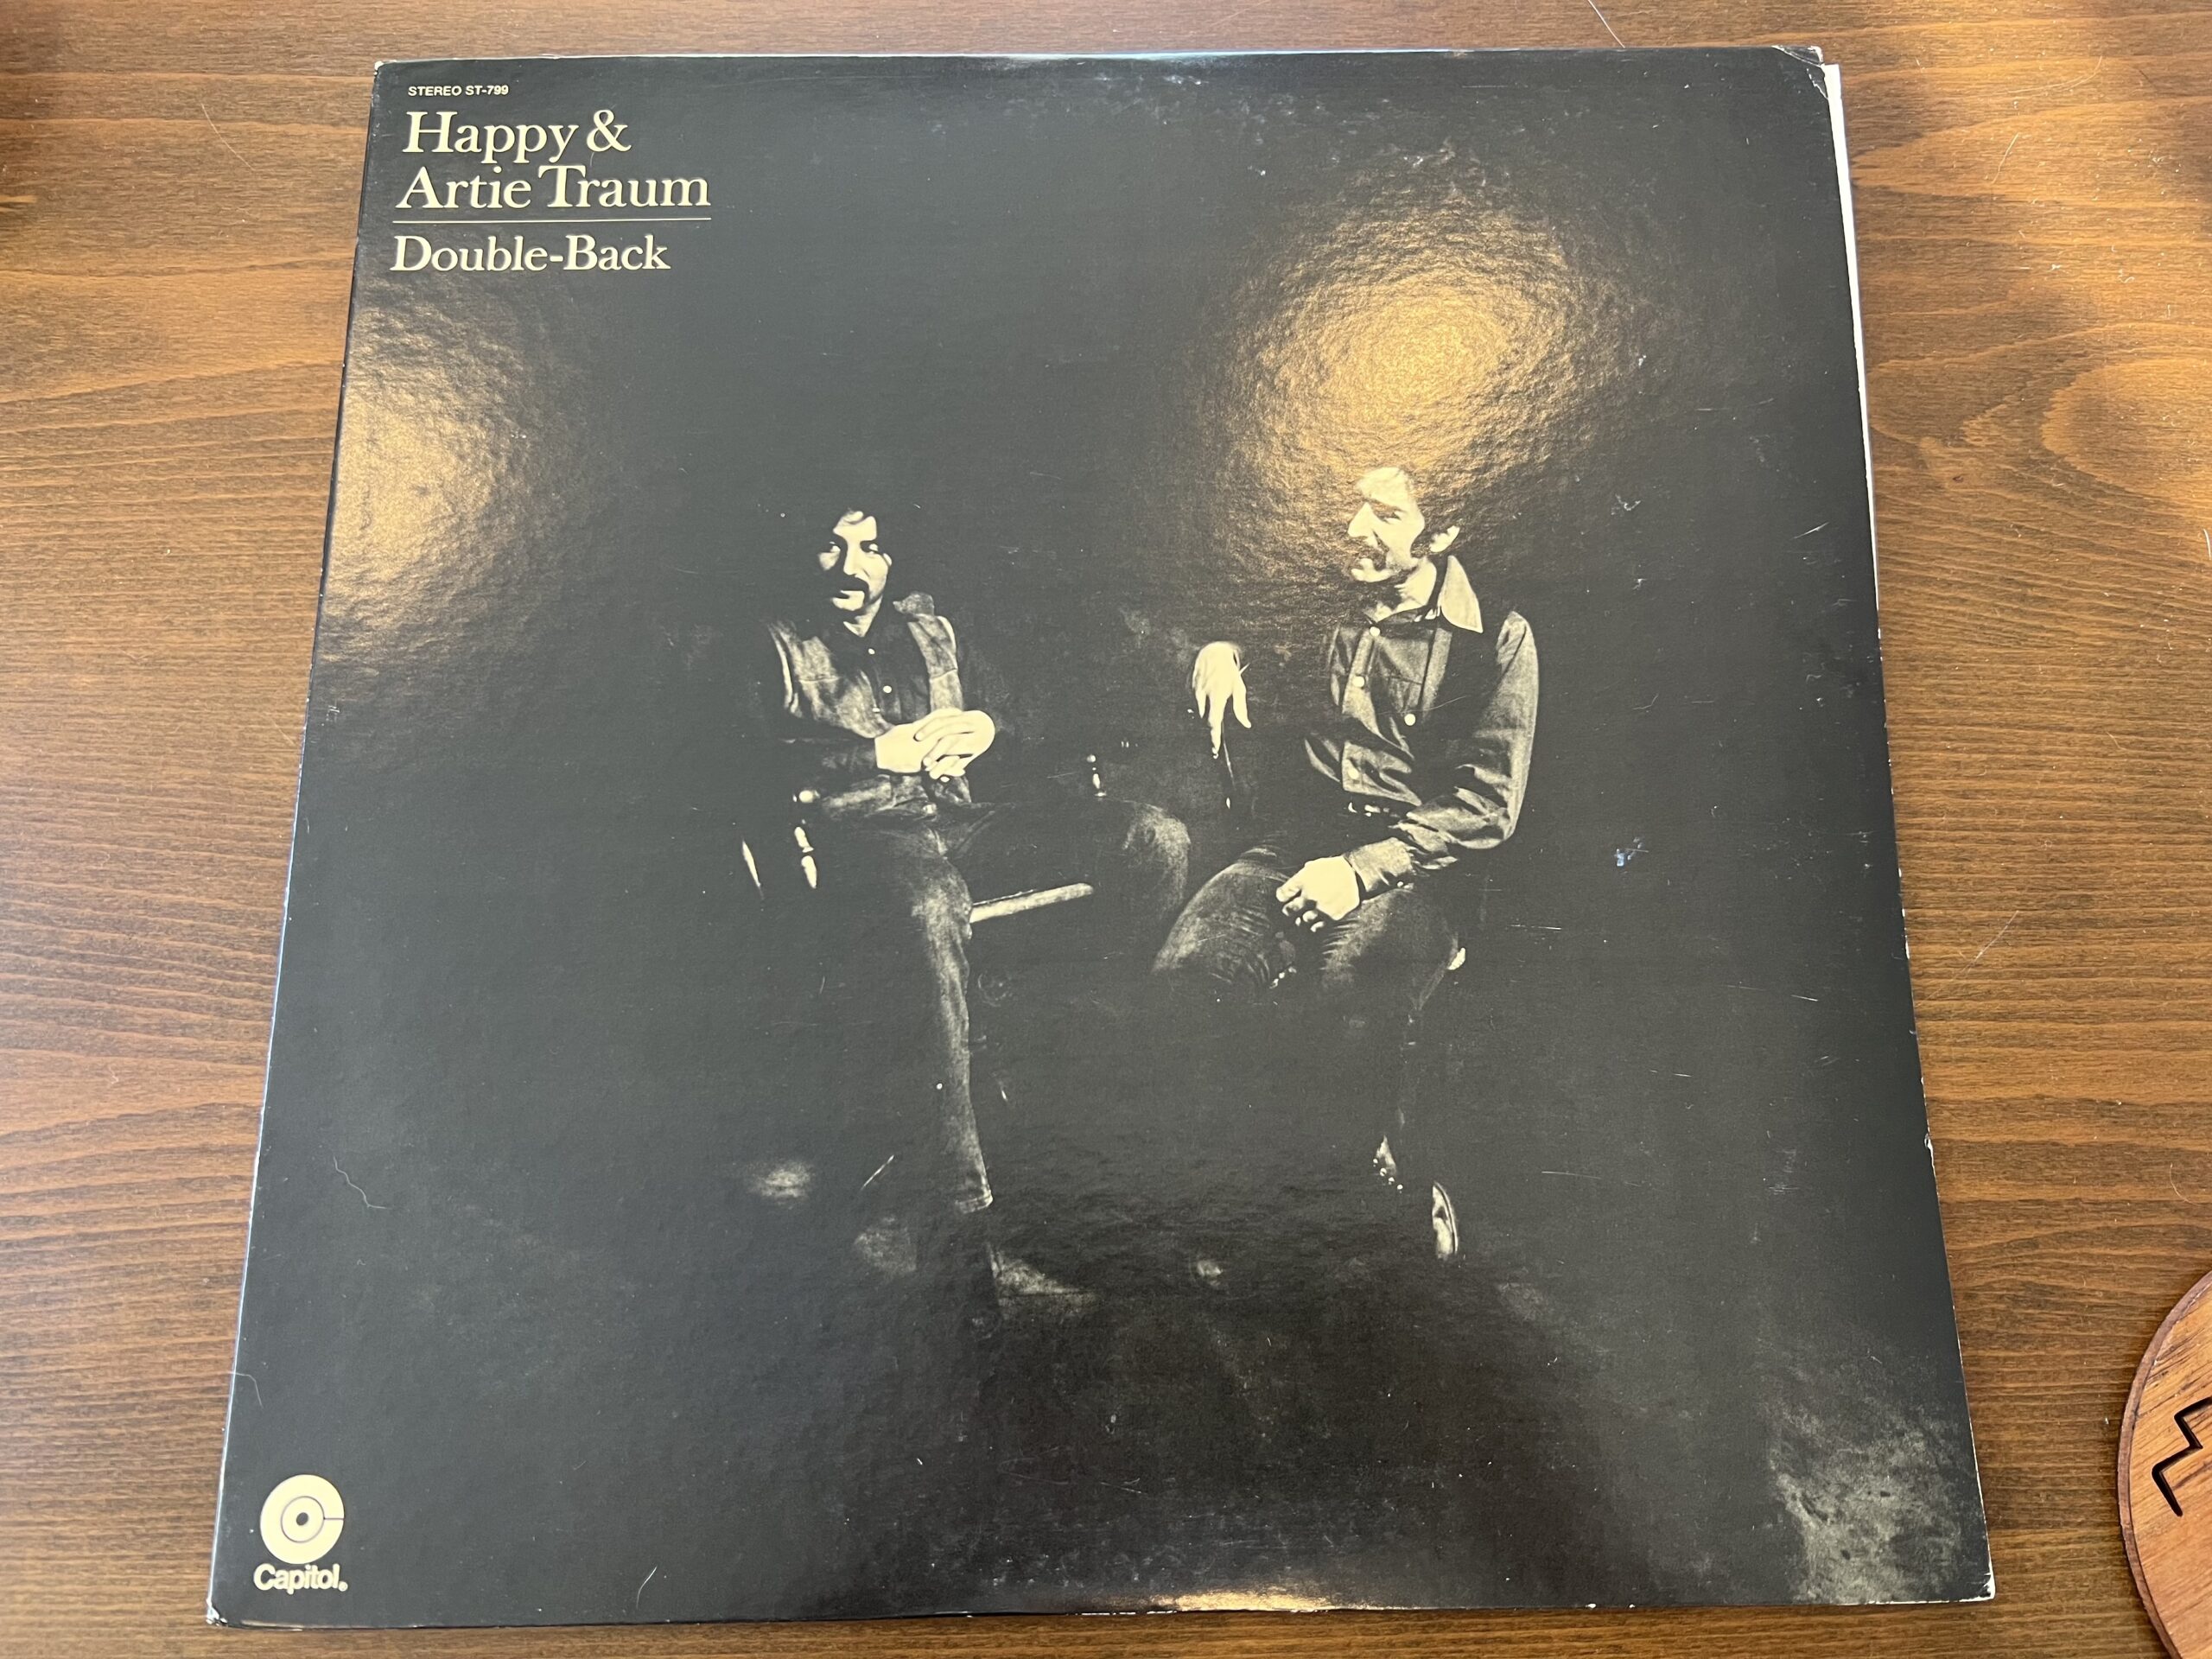 STEREO ST-799
Happy &
Artie Traum
Double-Back
Capitol®